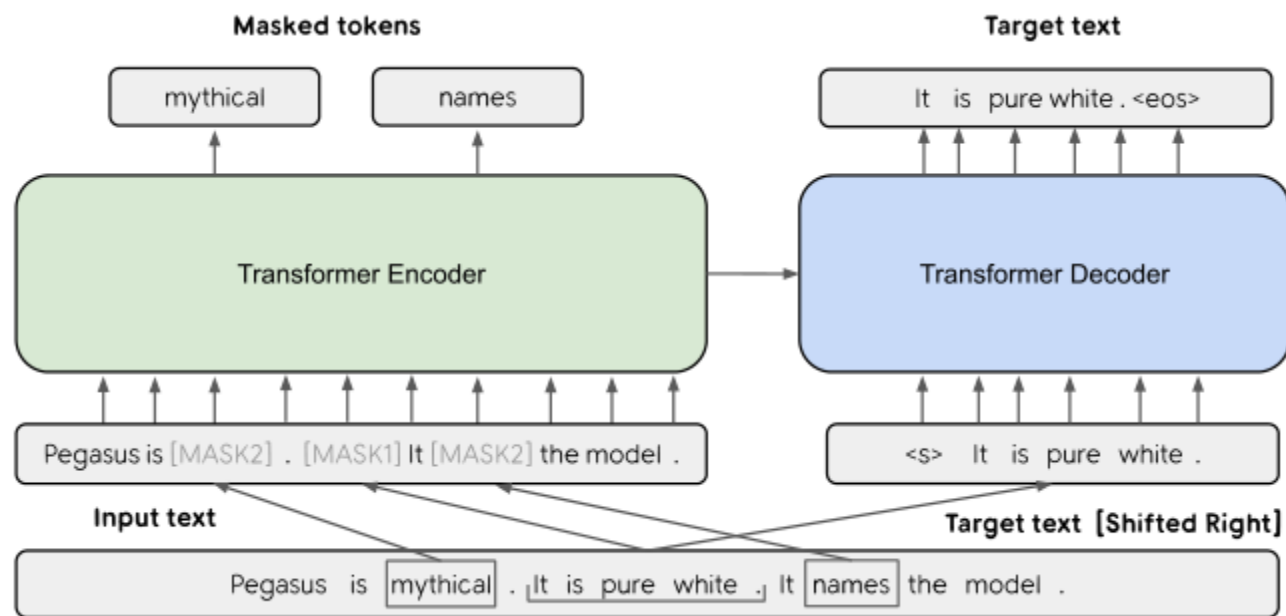 Masked tokens
Target text
mythical
names
It is pure white . <eos>
Transformer Encoder
Transformer Decoder
Pegasus is [MASK2] . [MASK1] It [MASK2] the model .
<s> It is pure white .
Input text
Target text [Shifted Right]
Pegasus is mythical . It is pure white . It names the model .